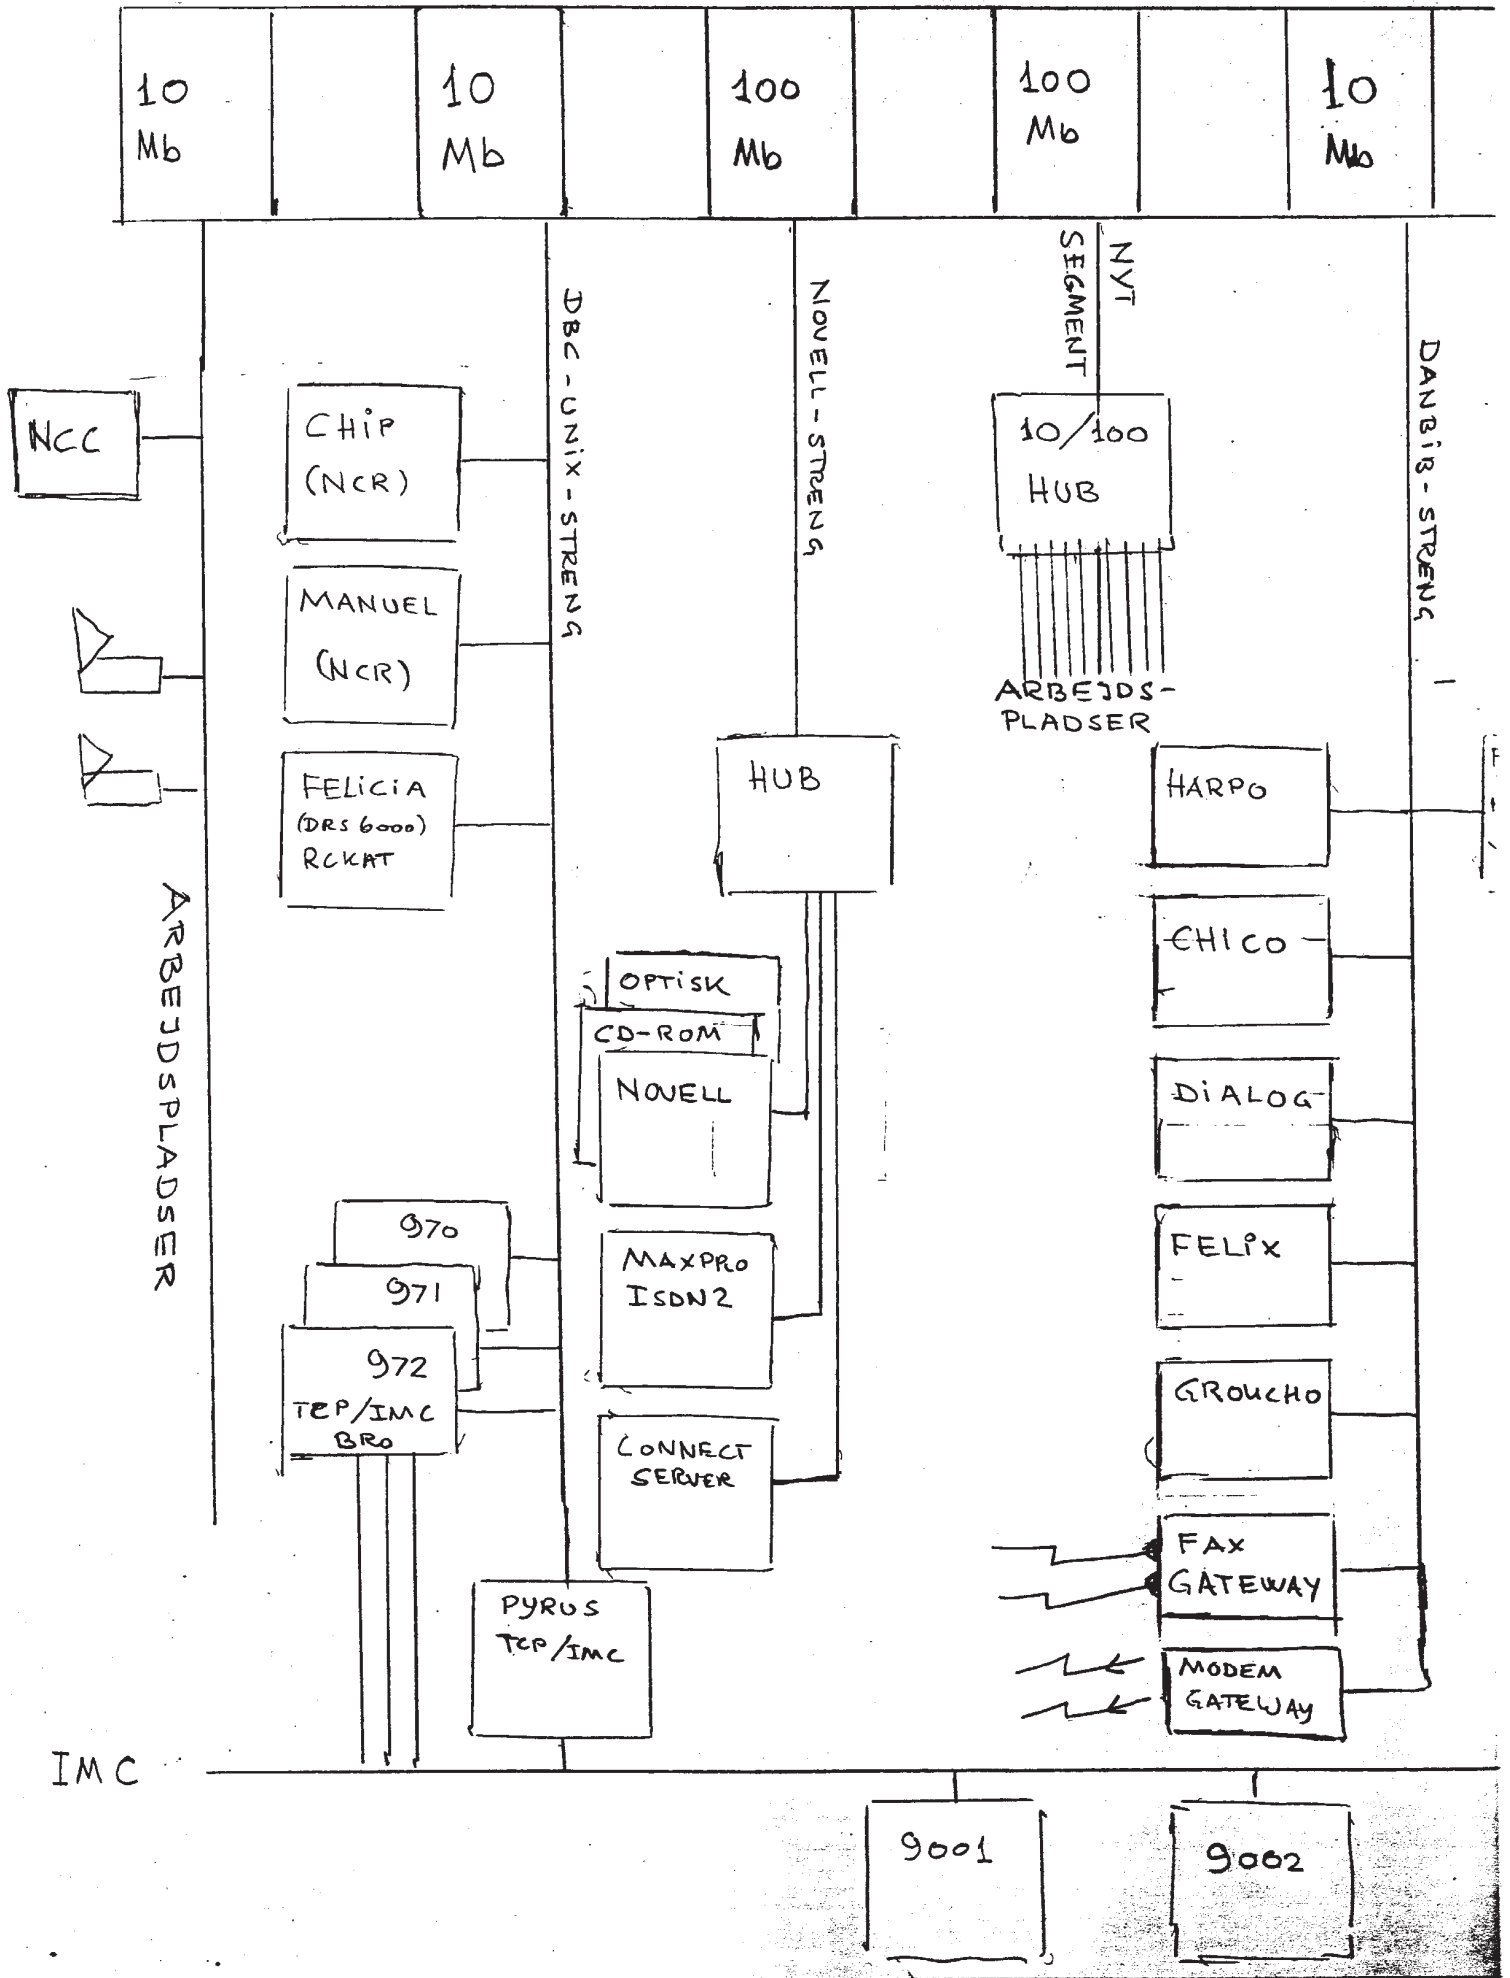 10
Mb
10
Mb
100
Mb
100
Mb
10
Mb
NCC
ARBEJDSPLADSER
CHiP
(NCR)
MANUEL
(NCR)
FELiCiA
(DRS 6000)
RCKAT
DBC-UNiX-STRENG
970
971
972
TCP/IMC
BRO
PYRUS
TCP/IMC
NOVELL-STRENG
HUB
OPTiSK
CD-ROM
NOVELL
MAXPRO
ISDN2
CONNECT
SERVER
NYT
SEGMENT
10/100
HUB
ARBEJDS-
PLADSER
DANBiB-STRENG
HARPO
CHICO
DiALOG
FELiX
GROUCHO
FAX
GATEWAY
MODEM
GATEWAY
IMC
9001
9002